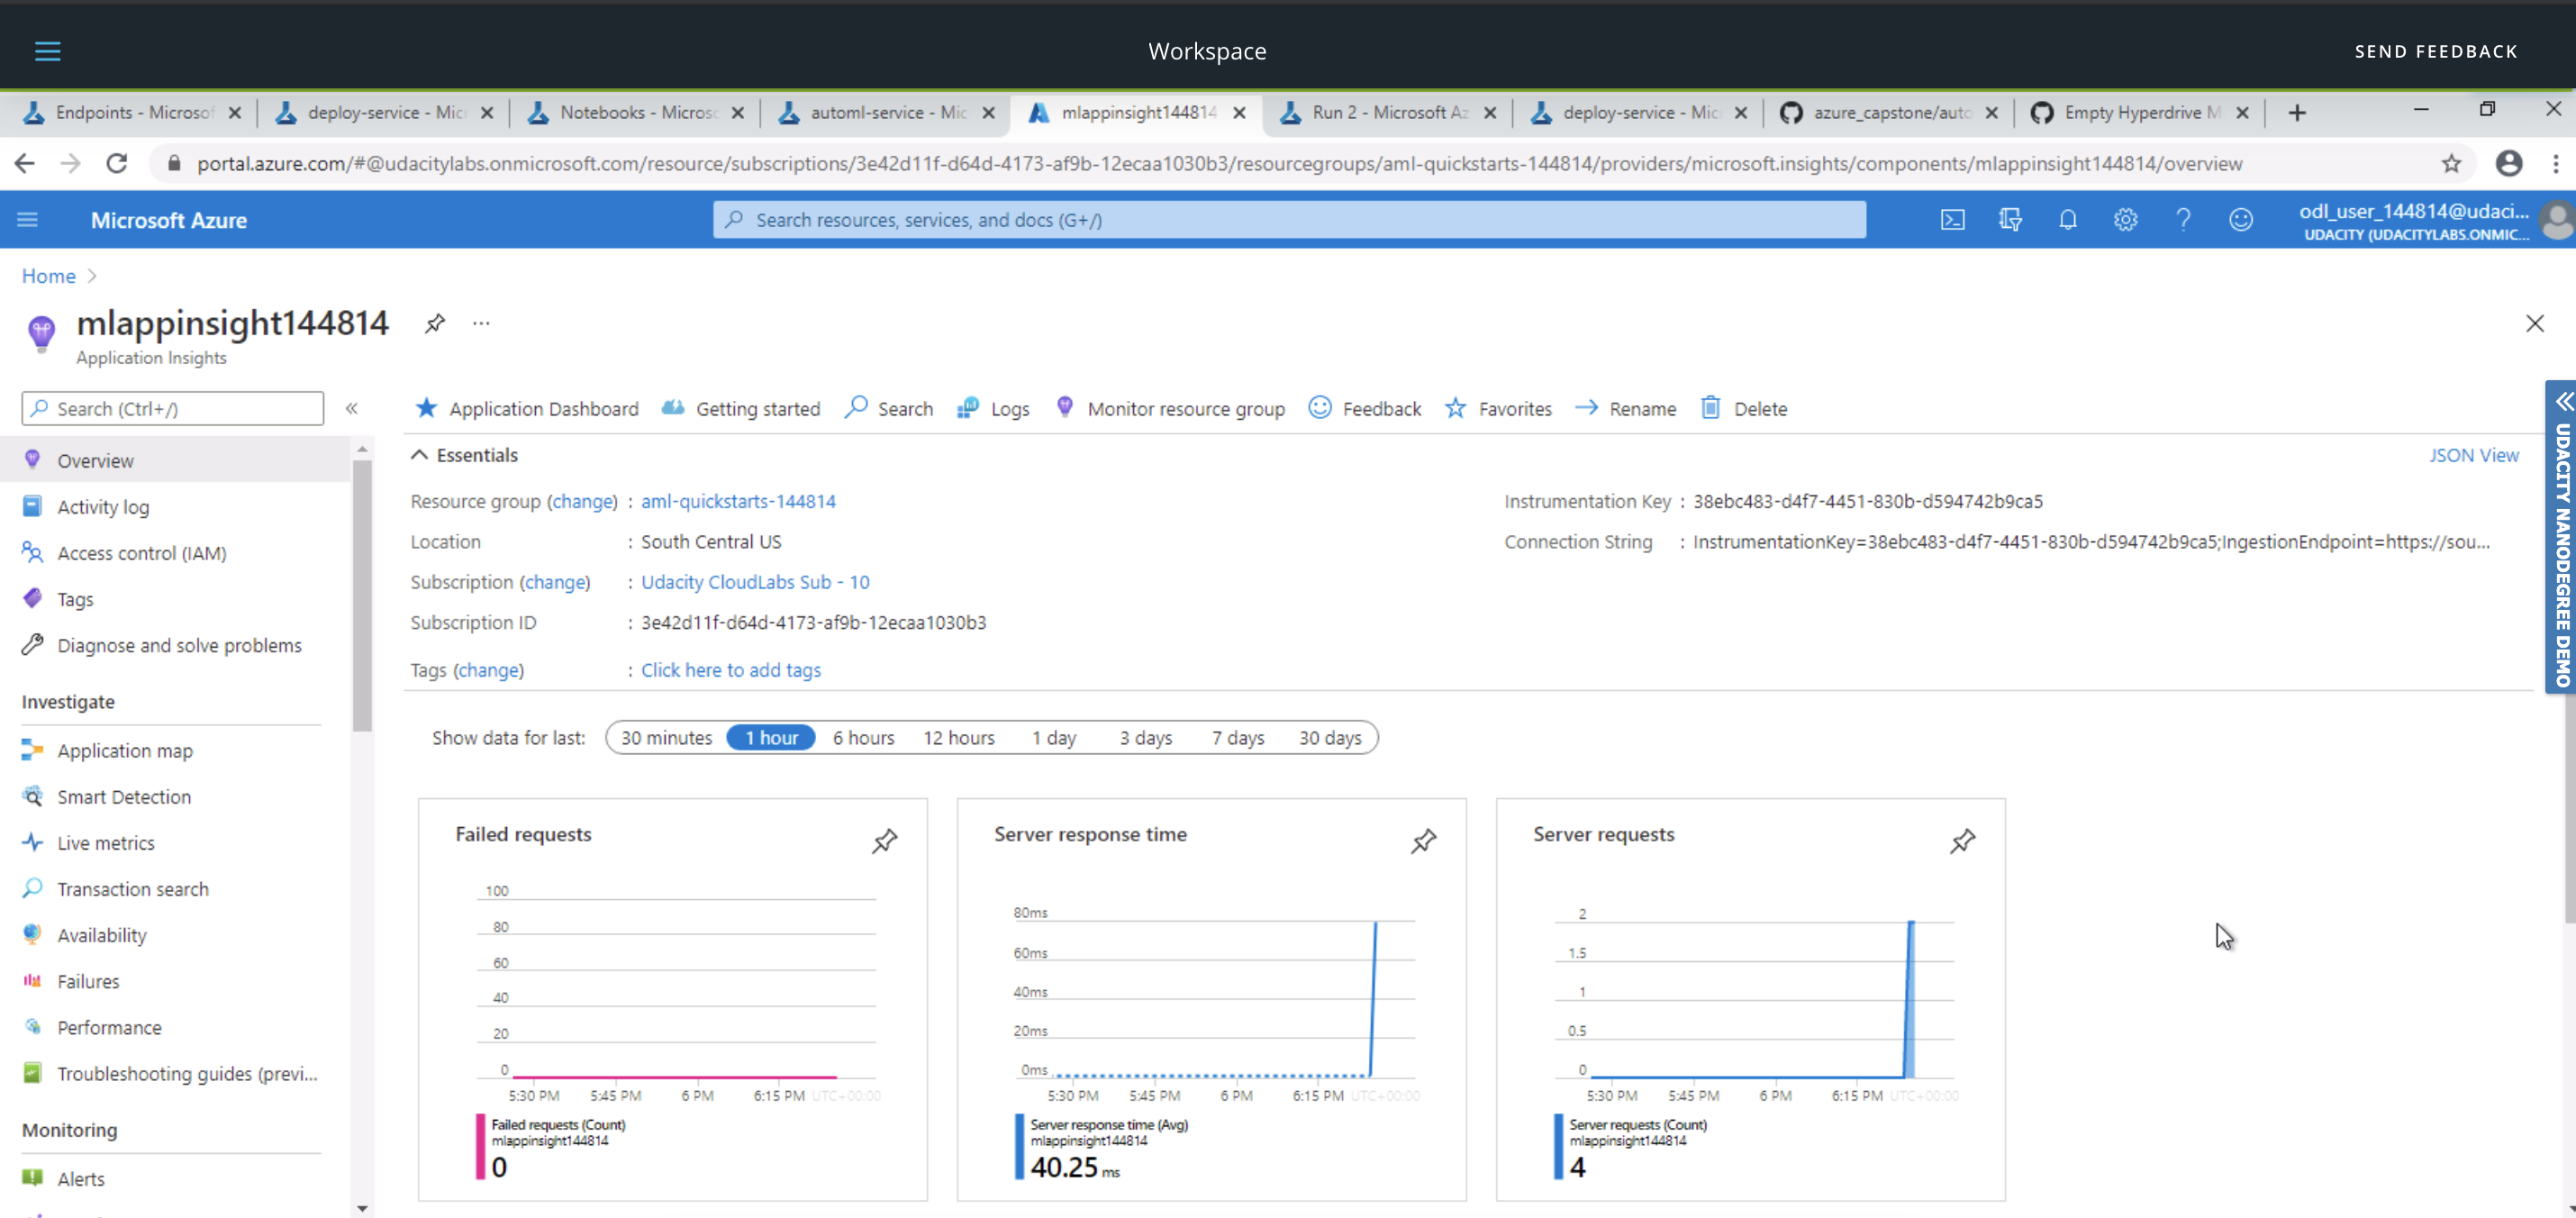 Workspace
SEND FEEDBACK
Endpoints - Microsof
deploy-service - Mic
Notebooks - Microsc
automl-service - Mic
mlappinsight144814
Run 2 - Microsoft Az
deploy-service - Mic
azure_capstone/auto
Empty Hyperdrive M
portal.azure.com/#@udacitylabs.onmicrosoft.com/resource/subscriptions/3e42d11f-d64d-4173-af9b-12ecaa1030b3/resourcegroups/aml-quickstarts-144814/providers/microsoft.insights/components/mlappinsight144814/overview
Microsoft Azure
Search resources, services, and docs (G+/)
odl_user_144814@udaci...
UDACITY (UDACITYLABS.ONMIC...
Home
mlappinsight144814
Application Insights
Search (Ctrl+/)
Overview
Activity log
Access control (IAM)
Tags
Diagnose and solve problems
Investigate
Application map
Smart Detection
Live metrics
Transaction search
Availability
Failures
Performance
Troubleshooting guides (previ...
Monitoring
Alerts
Application Dashboard
Getting started
Search
Logs
Monitor resource group
Feedback
Favorites
Rename
Delete
Essentials
JSON View
Resource group (change) : aml-quickstarts-144814
Location : South Central US
Subscription (change) : Udacity CloudLabs Sub - 10
Subscription ID : 3e42d11f-d64d-4173-af9b-12ecaa1030b3
Tags (change) : Click here to add tags
Instrumentation Key : 38ebc483-d4f7-4451-830b-d594742b9ca5
Connection String : InstrumentationKey=38ebc483-d4f7-4451-830b-d594742b9ca5;IngestionEndpoint=https://sou...
UDACITY NANODEGREE DEMO
Show data for last:
30 minutes
1 hour
6 hours
12 hours
1 day
3 days
7 days
30 days
Failed requests
100
80
60
40
20
0
5:30 PM 5:45 PM 6 PM 6:15 PM UTC+00:00
Failed requests (Count)
mlappinsight144814
0
Server response time
80ms
60ms
40ms
20ms
0ms
5:30 PM 5:45 PM 6 PM 6:15 PM UTC+00:00
Server response time (Avg)
mlappinsight144814
40.25 ms
Server requests
2
1.5
1
0.5
0
5:30 PM 5:45 PM 6 PM 6:15 PM UTC+00:00
Server requests (Count)
mlappinsight144814
4